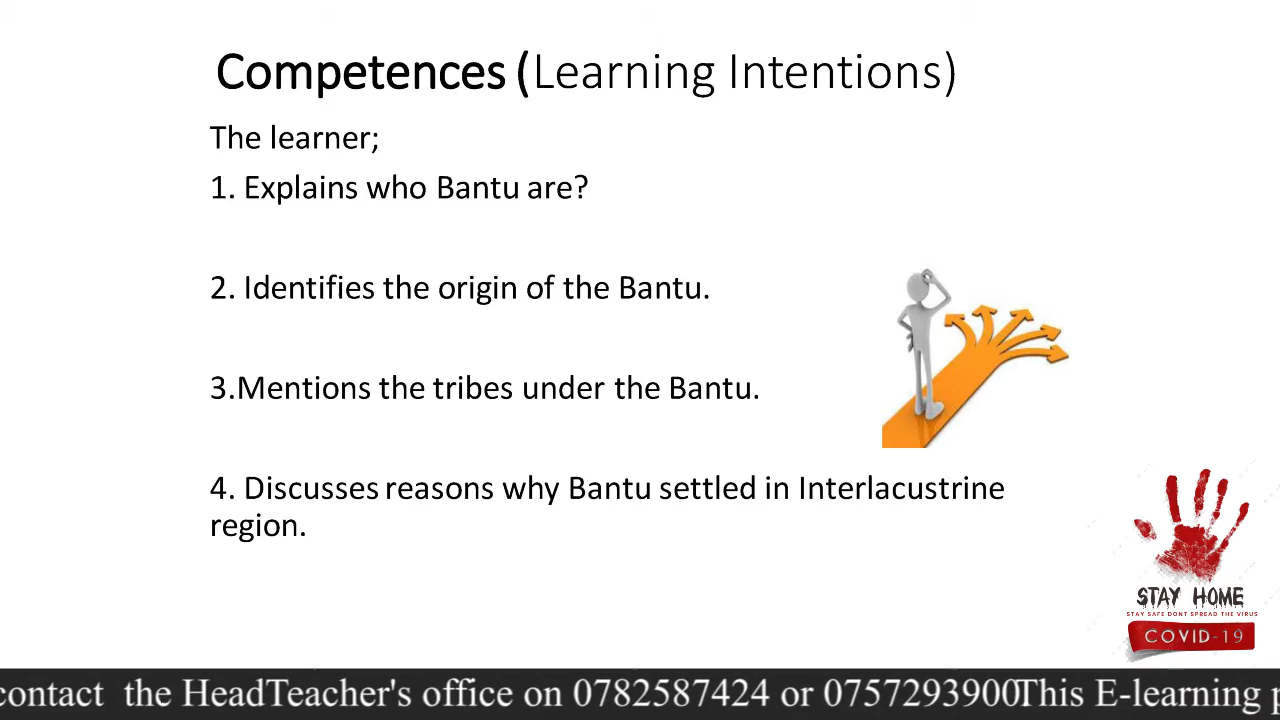 Competences (Learning Intentions)
The learner;
1. Explains who Bantu are?
2. Identifies the origin of the Bantu.
3.Mentions the tribes under the Bantu.
4. Discusses reasons why Bantu settled in Interlacustrine
region.
STAY HOME
STAY SAFE DONT SPREAD THE VIRUS
COVID-19
contact the HeadTeacher's office on 0782587424 or 0757293900This E-learning p